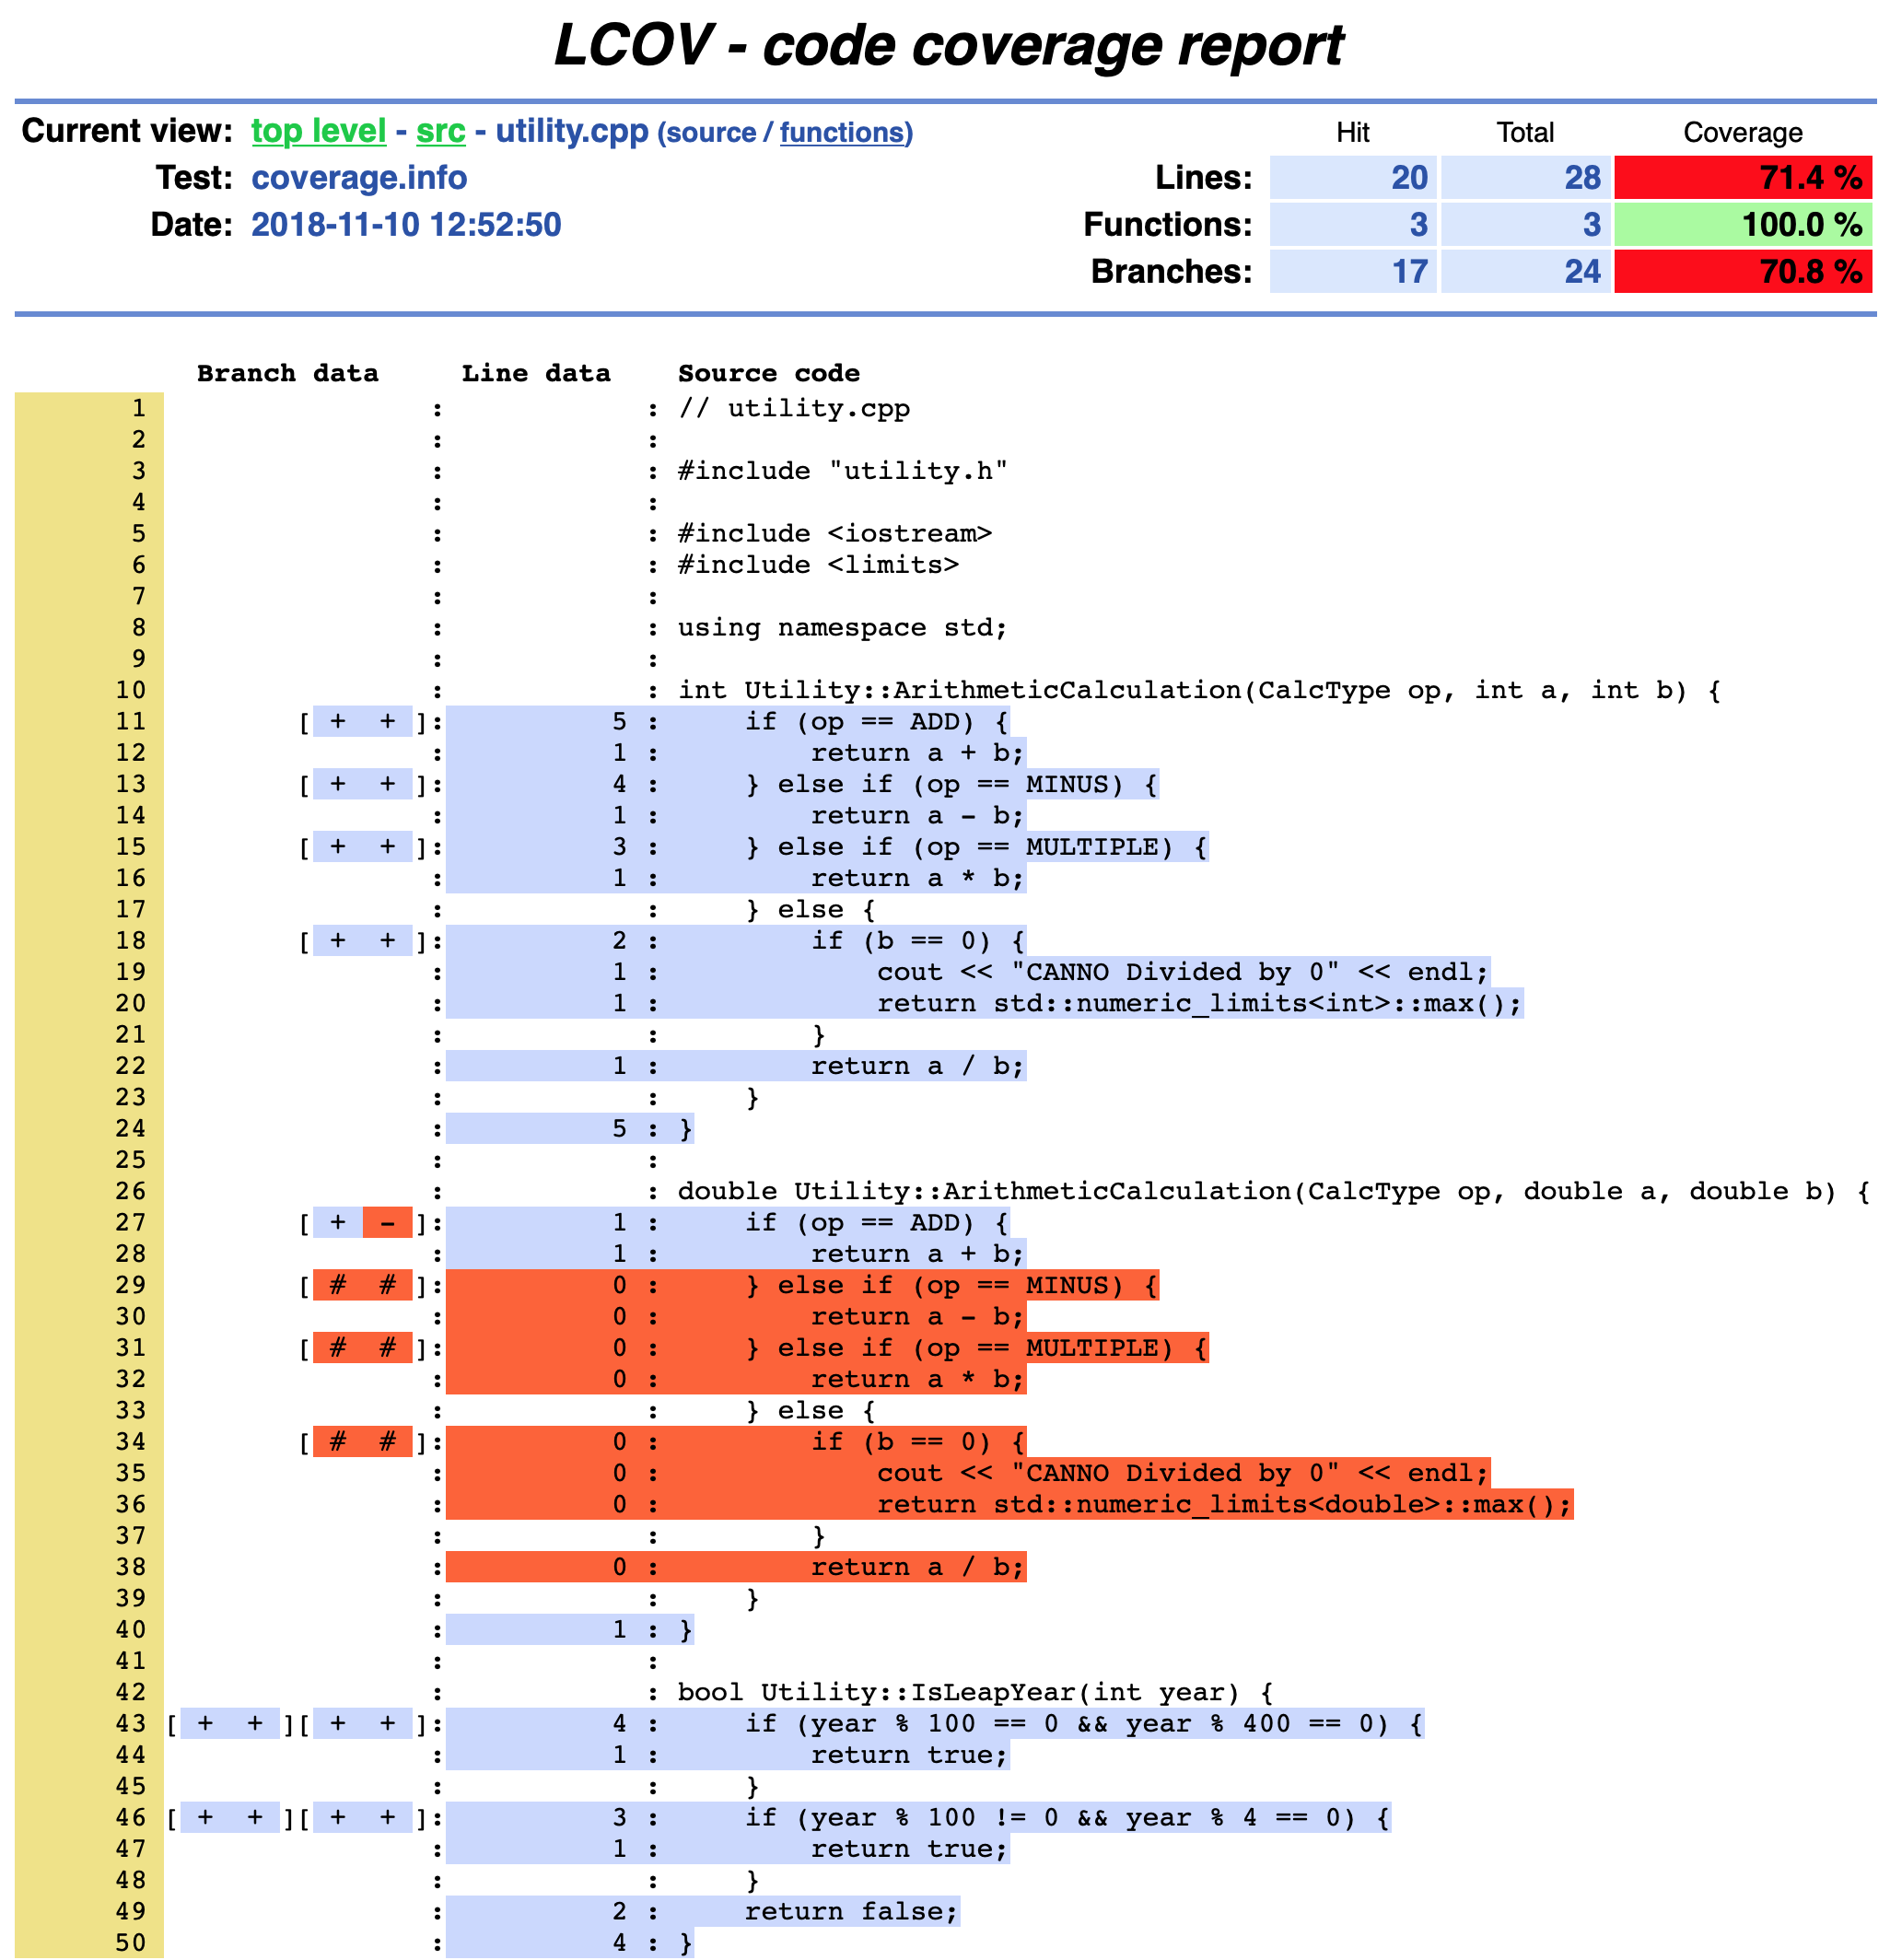 LCOV - code coverage report
Current view: top level - src - utility.cpp (source / functions) Hit Total Coverage
Test: coverage.info Lines: 20 28 71.4 %
Date: 2018-11-10 12:52:50 Functions: 3 3 100.0 %
Branches: 17 24 70.8 %
Branch data Line data Source code
1 : : // utility.cpp
2 : :
3 : : #include "utility.h"
4 : :
5 : : #include <iostream>
6 : : #include <limits>
7 : :
8 : : using namespace std;
9 : :
10 : : int Utility::ArithmeticCalculation(CalcType op, int a, int b) {
11 [ + + ]: 5 : if (op == ADD) {
12 : 1 : return a + b;
13 [ + + ]: 4 : } else if (op == MINUS) {
14 : 1 : return a - b;
15 [ + + ]: 3 : } else if (op == MULTIPLE) {
16 : 1 : return a * b;
17 : : } else {
18 [ + + ]: 2 : if (b == 0) {
19 : 1 : cout << "CANNO Divided by 0" << endl;
20 : 1 : return std::numeric_limits<int>::max();
21 : : }
22 : 1 : return a / b;
23 : : }
24 : 5 : }
25 : :
26 : : double Utility::ArithmeticCalculation(CalcType op, double a, double b) {
27 [ + - ]: 1 : if (op == ADD) {
28 : 1 : return a + b;
29 [ # # ]: 0 : } else if (op == MINUS) {
30 : 0 : return a - b;
31 [ # # ]: 0 : } else if (op == MULTIPLE) {
32 : 0 : return a * b;
33 : : } else {
34 [ # # ]: 0 : if (b == 0) {
35 : 0 : cout << "CANNO Divided by 0" << endl;
36 : 0 : return std::numeric_limits<double>::max();
37 : : }
38 : 0 : return a / b;
39 : : }
40 : 1 : }
41 : :
42 : : bool Utility::IsLeapYear(int year) {
43 [ + + ][ + + ]: 4 : if (year % 100 == 0 && year % 400 == 0) {
44 : 1 : return true;
45 : : }
46 [ + + ][ + + ]: 3 : if (year % 100 != 0 && year % 4 == 0) {
47 : 1 : return true;
48 : : }
49 : 2 : return false;
50 : 4 : }